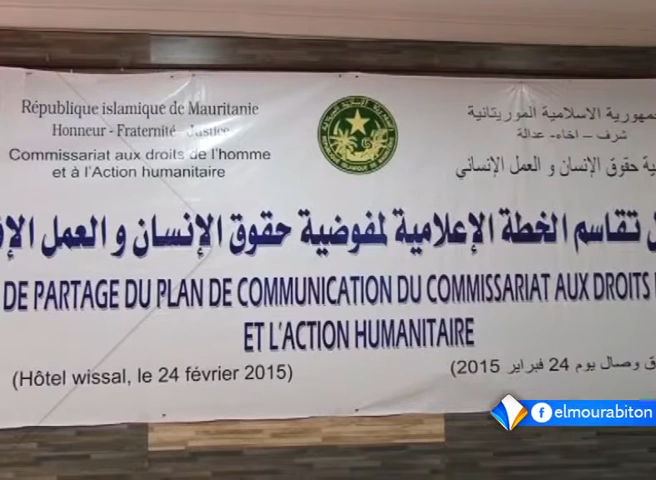 République islamique de Mauritanie
Honneur - Fraternité - Justice
Commissariat aux droits de l'homme
et à l'Action humanitaire
الجمهورية الاسلامية الموريتانية
شرف – اخاء- عدالة
حقوق الإنسان و العمل الإنساني
تقاسم الخطة الإعلامية لمفوضية حقوق الإنسان و العمل
DE PARTAGE DU PLAN DE COMMUNICATION DU COMMISSARIAT AUX DROITS
ET L'ACTION HUMANITAIRE
(Hôtel wissal, le 24 février 2015)
وصال يوم 24 فبراير 2015)
elmourabiton